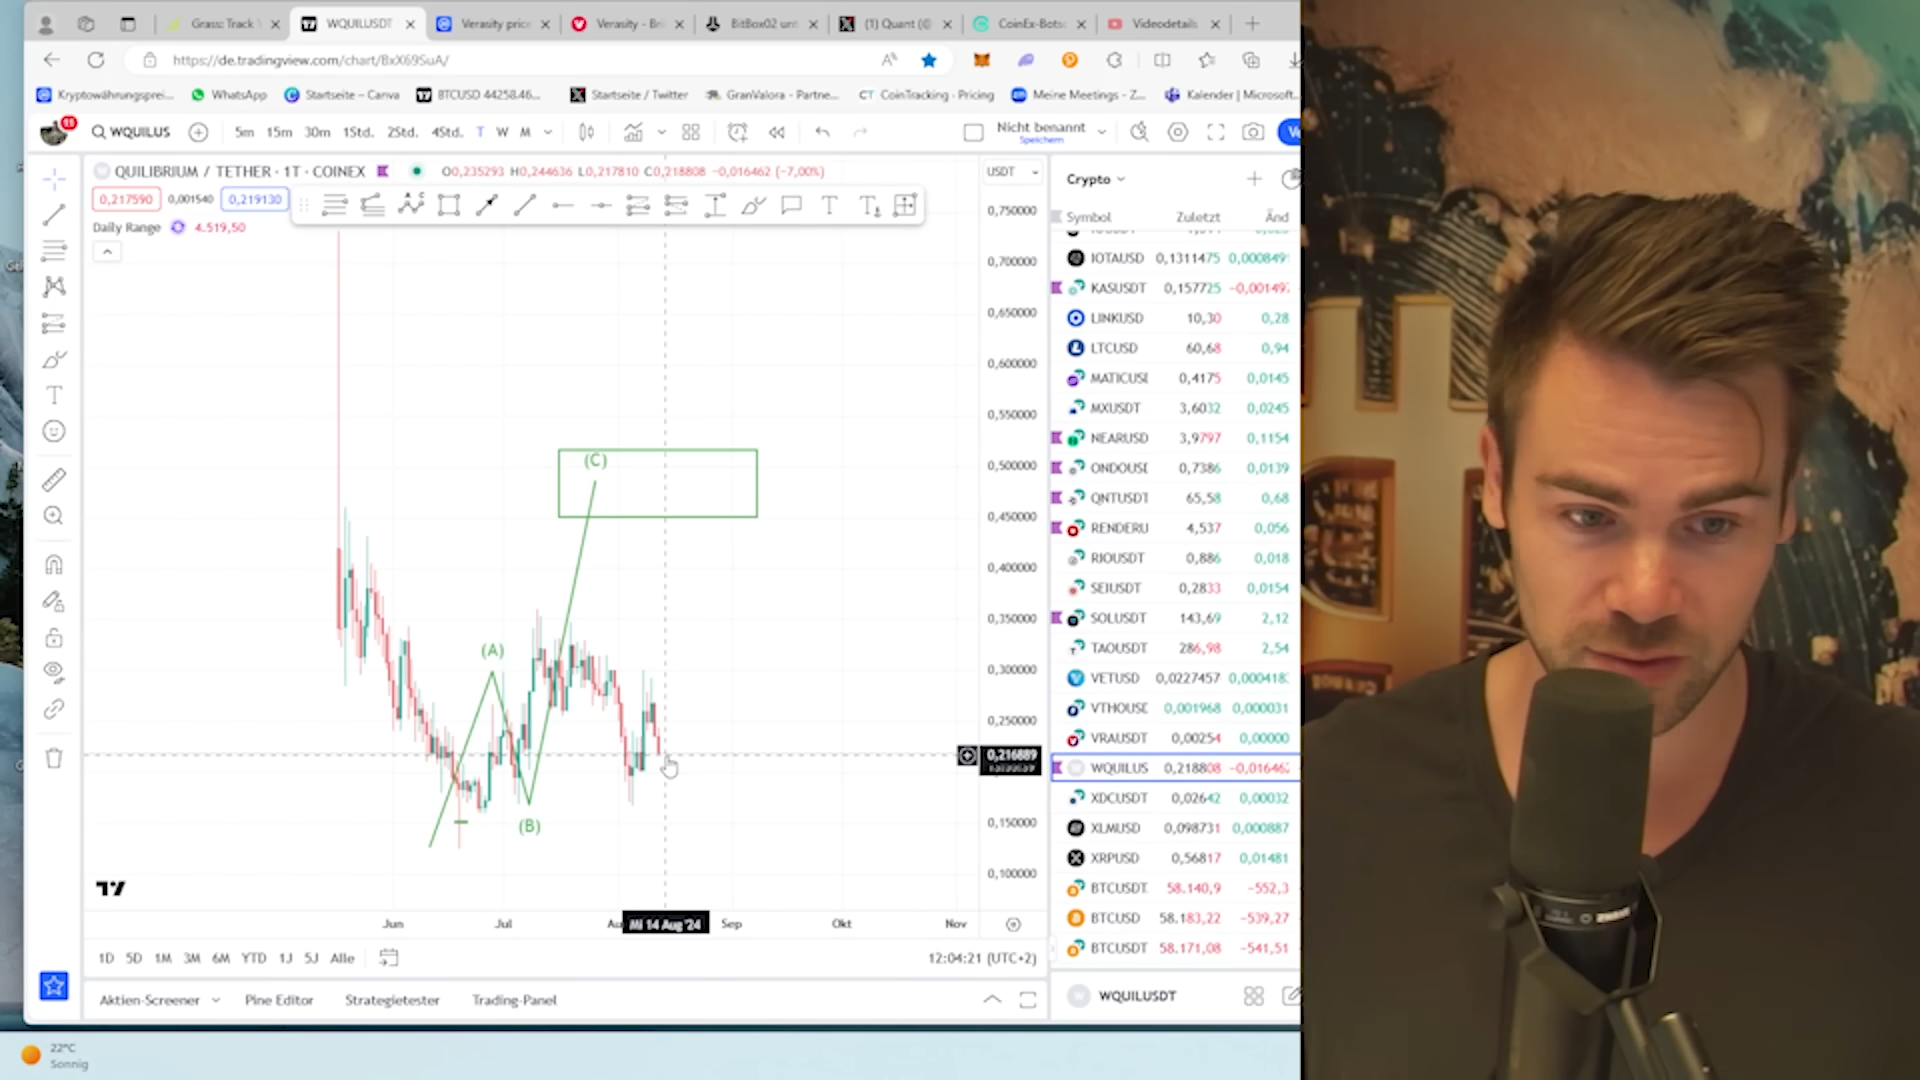 Grass: Track
WQUILUSDT
Verasity price
Verasity - Bri
BitBox02 unt
(1) Quant (@
CoinEx-Bots
Videodetails
https://de.tradingview.com/chart/BxX69SuA/
Kryptowährungsprei...
WhatsApp
Startseite – Canva
BTCUSD 44258.46...
Startseite / Twitter
GranValora - Partne...
CT CoinTracking · Pricing
Meine Meetings - Z...
Kalender | Microsoft...
11
WQUILUS
5m 15m 30m 1Std. 2Std. 4Std. T W M
Nicht benannt
Speichern
QUILIBRIUM / TETHER · 1T · COINEX
O0,235293 H0,244636 L0,217810 C0,218808 −0,016462 (−7,00%)
0,217590 0,001540 0,219130
Daily Range 4.519,50
USDT
0,750000
0,700000
0,650000
0,600000
0,550000
0,500000
0,450000
0,400000
0,350000
0,300000
0,250000
0,216889
0,150000
0,100000
(C)
(A)
(B)
Jun
Jul
Mi 14 Aug '24
Sep
Okt
Nov
1D 5D 1M 3M 6M YTD 1J 5J Alle
12:04:21 (UTC+2)
Aktien-Screener
Pine Editor
Strategietester
Trading-Panel
Crypto
Symbol Zuletzt Änd
IOTAUSD 0,1311475 0,000849
KASUSDT 0,157725 −0,00149
LINKUSD 10,30 0,28
LTCUSD 60,68 0,94
MATICUS 0,4175 0,0145
MXUSDT 3,6032 0,0245
NEARUSD 3,9797 0,1154
ONDOUSI 0,7386 0,0139
QNTUSDT 65,58 0,68
RENDERU 4,537 0,056
RIOUSDT 0,886 0,018
SEIUSDT 0,2833 0,0154
SOLUSDT 143,69 2,12
TAOUSDT 286,98 2,54
VETUSD 0,0227457 0,000418
VTHOUSE 0,001968 0,000031
VRAUSDT 0,00254 0,00000
WQUILUS 0,218808 −0,01646
XDCUSDT 0,02642 0,00032
XLMUSD 0,098731 0,000887
XRPUSD 0,56817 0,01481
BTCUSDT 58.140,9 −552,3
BTCUSD 58.183,22 −539,27
BTCUSDT 58.171,08 −541,51
WQUILUSDT
22°C
Sonnig